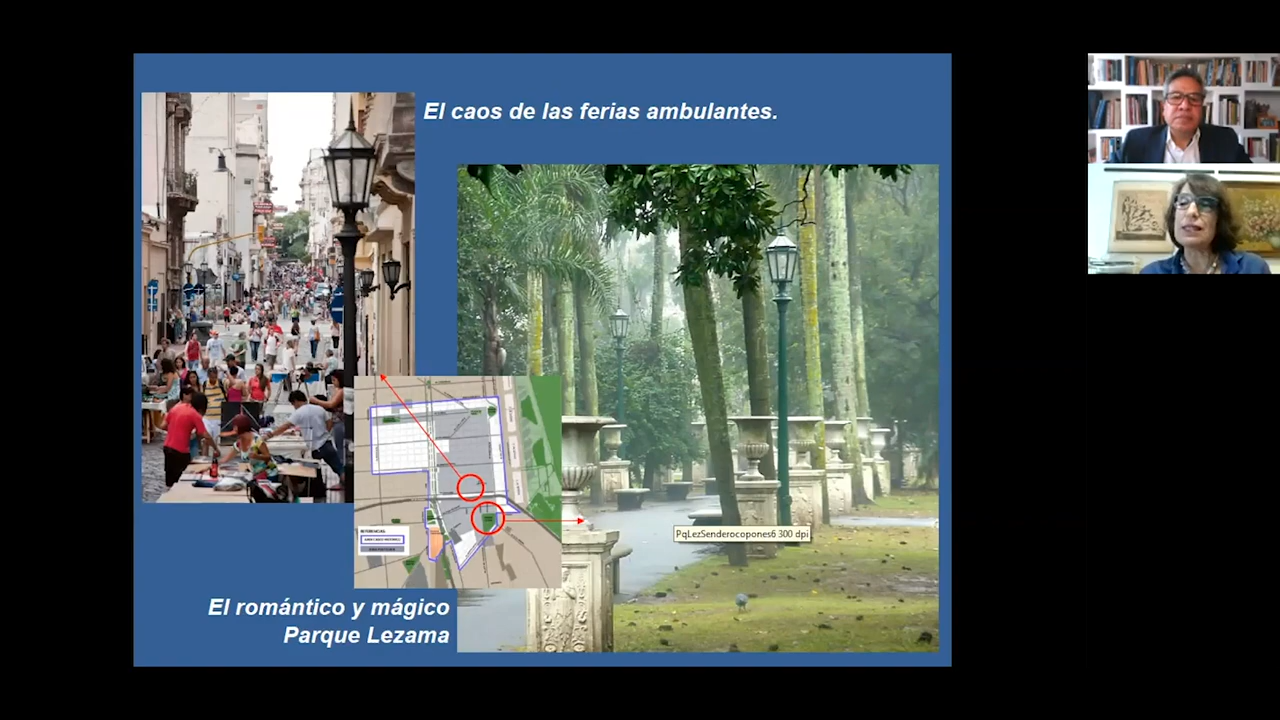 El caos de las ferias ambulantes.
PqLezSenderocopones6 300 dpi
El romántico y mágico
Parque Lezama